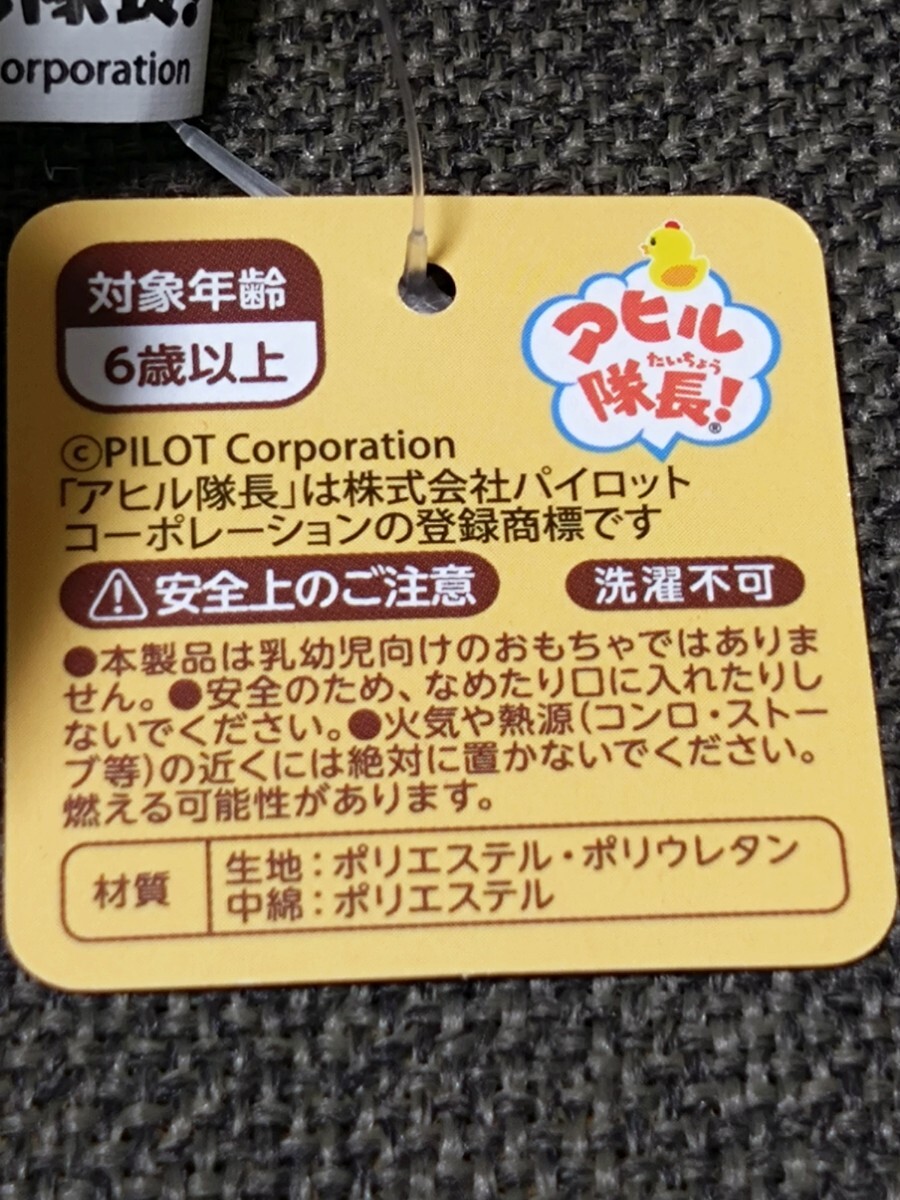 隊長!
orporation
対象年齢
6歳以上
アヒル
たいちょう
隊長!®
©PILOT Corporation
「アヒル隊長」は株式会社パイロット
コーポレーションの登録商標です
安全上のご注意
洗濯不可
●本製品は乳幼児向けのおもちゃではありま
せん。●安全のため、なめたり口に入れたりし
ないでください。●火気や熱源(コンロ・ストー
ブ等)の近くには絶対に置かないでください。
燃える可能性があります。
材質
生地:ポリエステル・ポリウレタン
中綿:ポリエステル